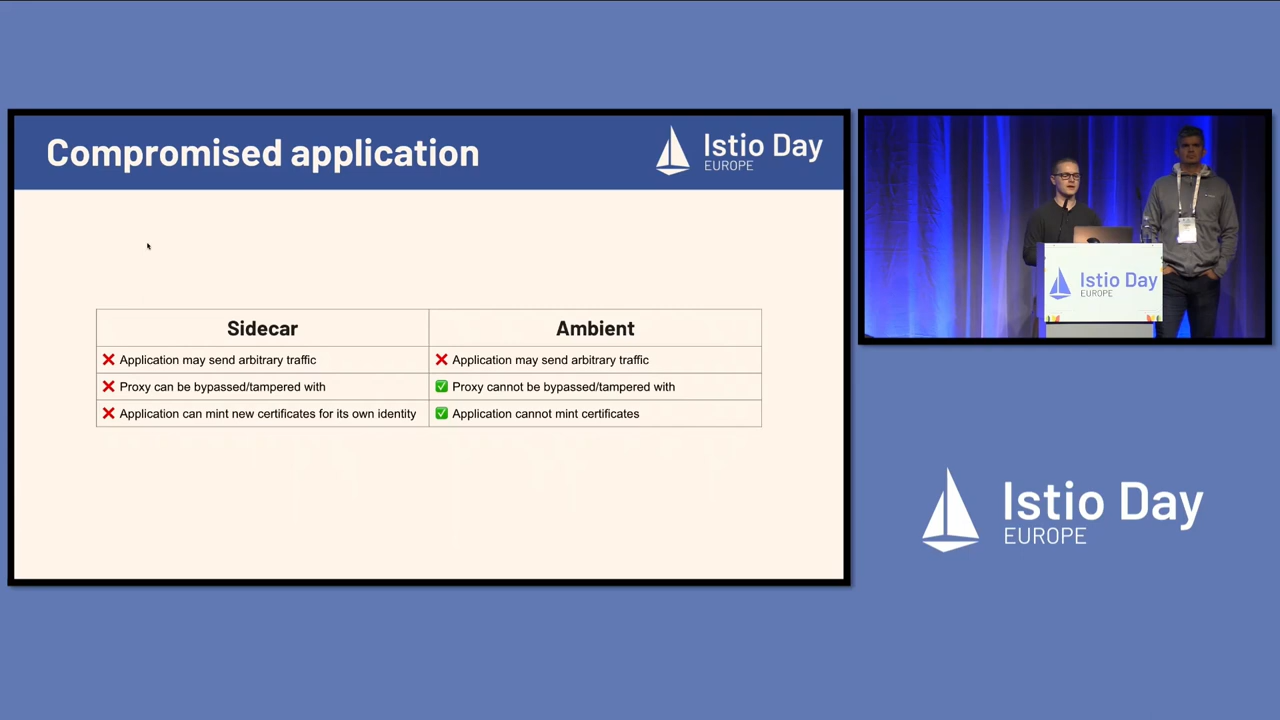 Compromised application
Istio Day
EUROPE
Sidecar
Ambient
Application may send arbitrary traffic
Application may send arbitrary traffic
Proxy can be bypassed/tampered with
Proxy cannot be bypassed/tampered with
Application can mint new certificates for its own identity
Application cannot mint certificates
Istio Day
EUROPE
Istio Day
EUROPE